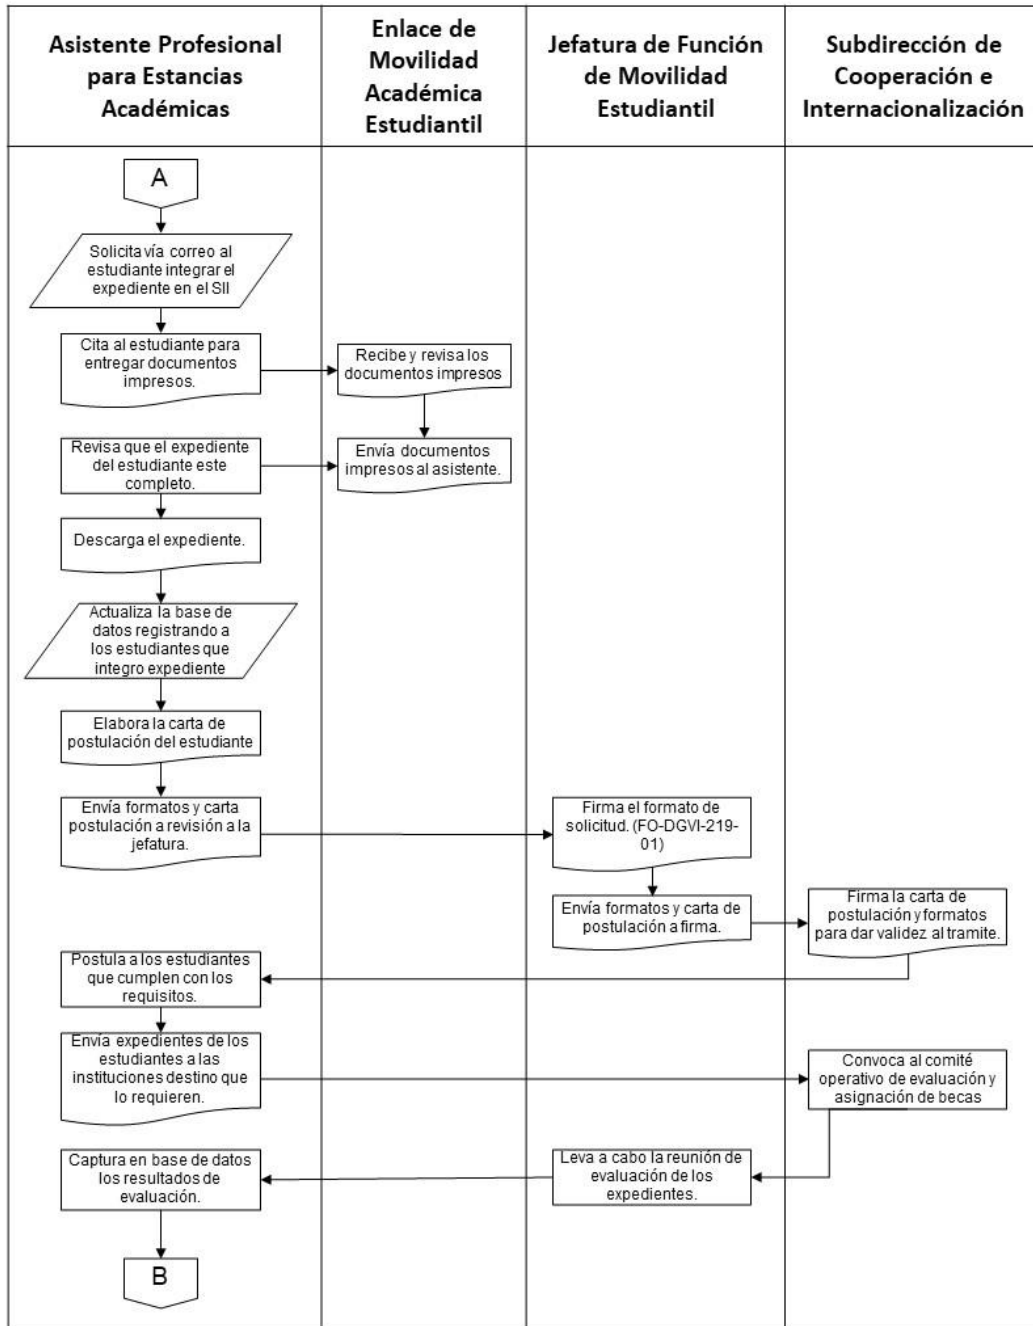 Asistente Profesional
para Estancias
Académicas
Enlace de
Movilidad
Académica
Estudiantil
Jefatura de Función
de Movilidad
Estudiantil
Subdirección de
Cooperación e
Internacionalización
A
Solicita vía correo al
estudiante integrar el
expediente en el SII
Cita al estudiante para
entregar documentos
impresos.
Recibe y revisa los
documentos impresos
Revisa que el expediente
del estudiante este
completo.
Envía documentos
impresos al asistente.
Descarga el expediente.
Actualiza la base de
datos registrando a
los estudiantes que
integro expediente
Elabora la carta de
postulación del estudiante
Envía formatos y carta
postulación a revisión a la
jefatura.
Firma el formato de
solicitud. (FO-DGVI-219-
01)
Envía formatos y carta de
postulación a firma.
Firma la carta de
postulación y formatos
para dar validez al tramite.
Postula a los estudiantes
que cumplen con los
requisitos.
Envía expedientes de los
estudiantes a las
instituciones destino que
lo requieren.
Convoca al comité
operativo de evaluación y
asignación de becas
Leva a cabo la reunión de
evaluación de los
expedientes.
Captura en base de datos
los resultados de
evaluación.
B